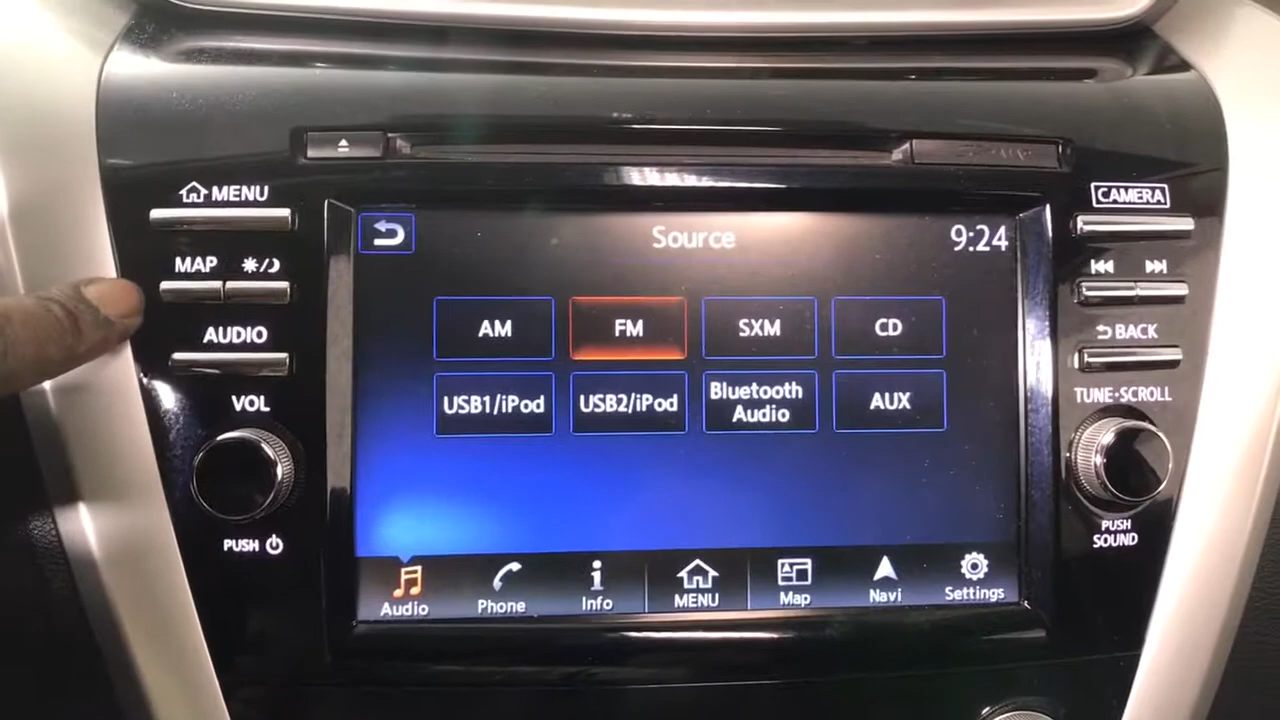 MENU
CAMERA
Source
9:24
MAP
AM
FM
SXM
CD
AUDIO
BACK
USB1/iPod
USB2/iPod
Bluetooth
Audio
AUX
VOL
TUNE•SCROLL
PUSH
PUSH
SOUND
Audio
Phone
Info
MENU
Map
Navi
Settings